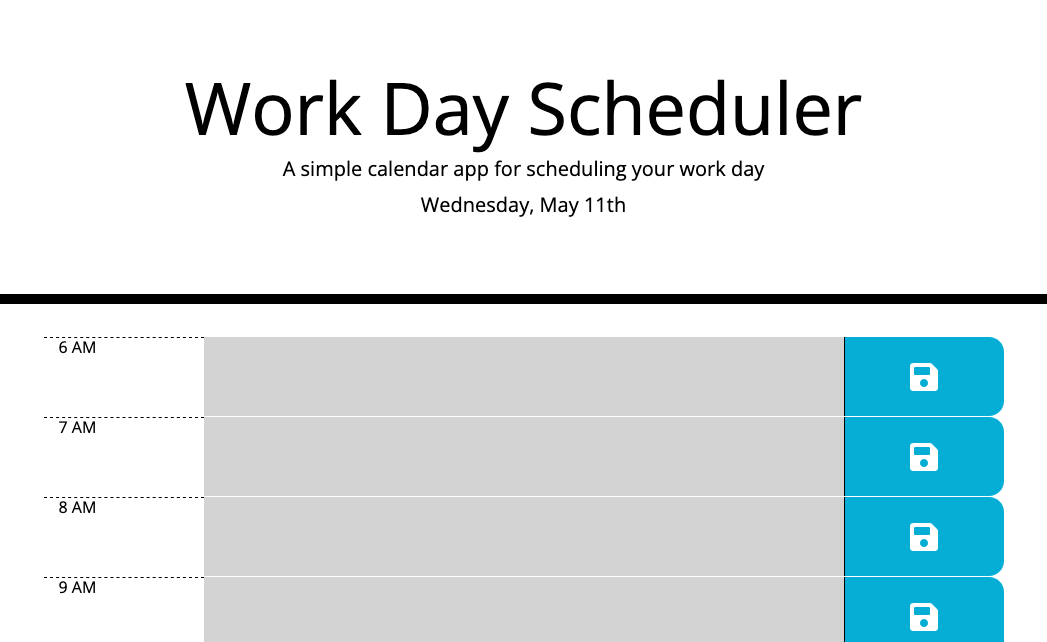 Work Day Scheduler
A simple calendar app for scheduling your work day
Wednesday, May 11th
6 AM
7 AM
8 AM
9 AM